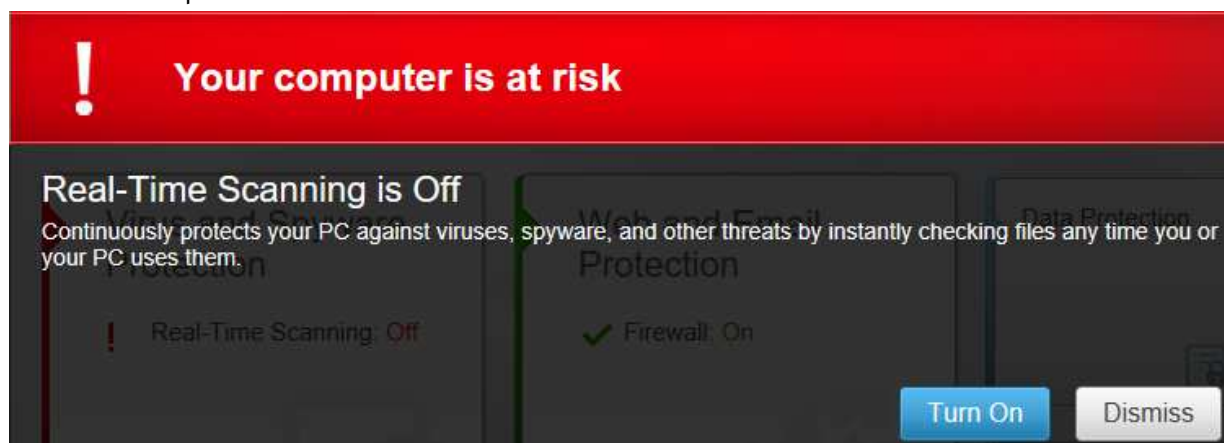 Your computer is at risk
Real-Time Scanning is Off
Virus and Spyware
Protection
Continuously protects your PC against viruses, spyware, and other threats by instantly checking files any time you or
your PC uses them.
Web and Email
Protection
Data Protection
Real-Time Scanning: Off
Firewall: On
Turn On
Dismiss